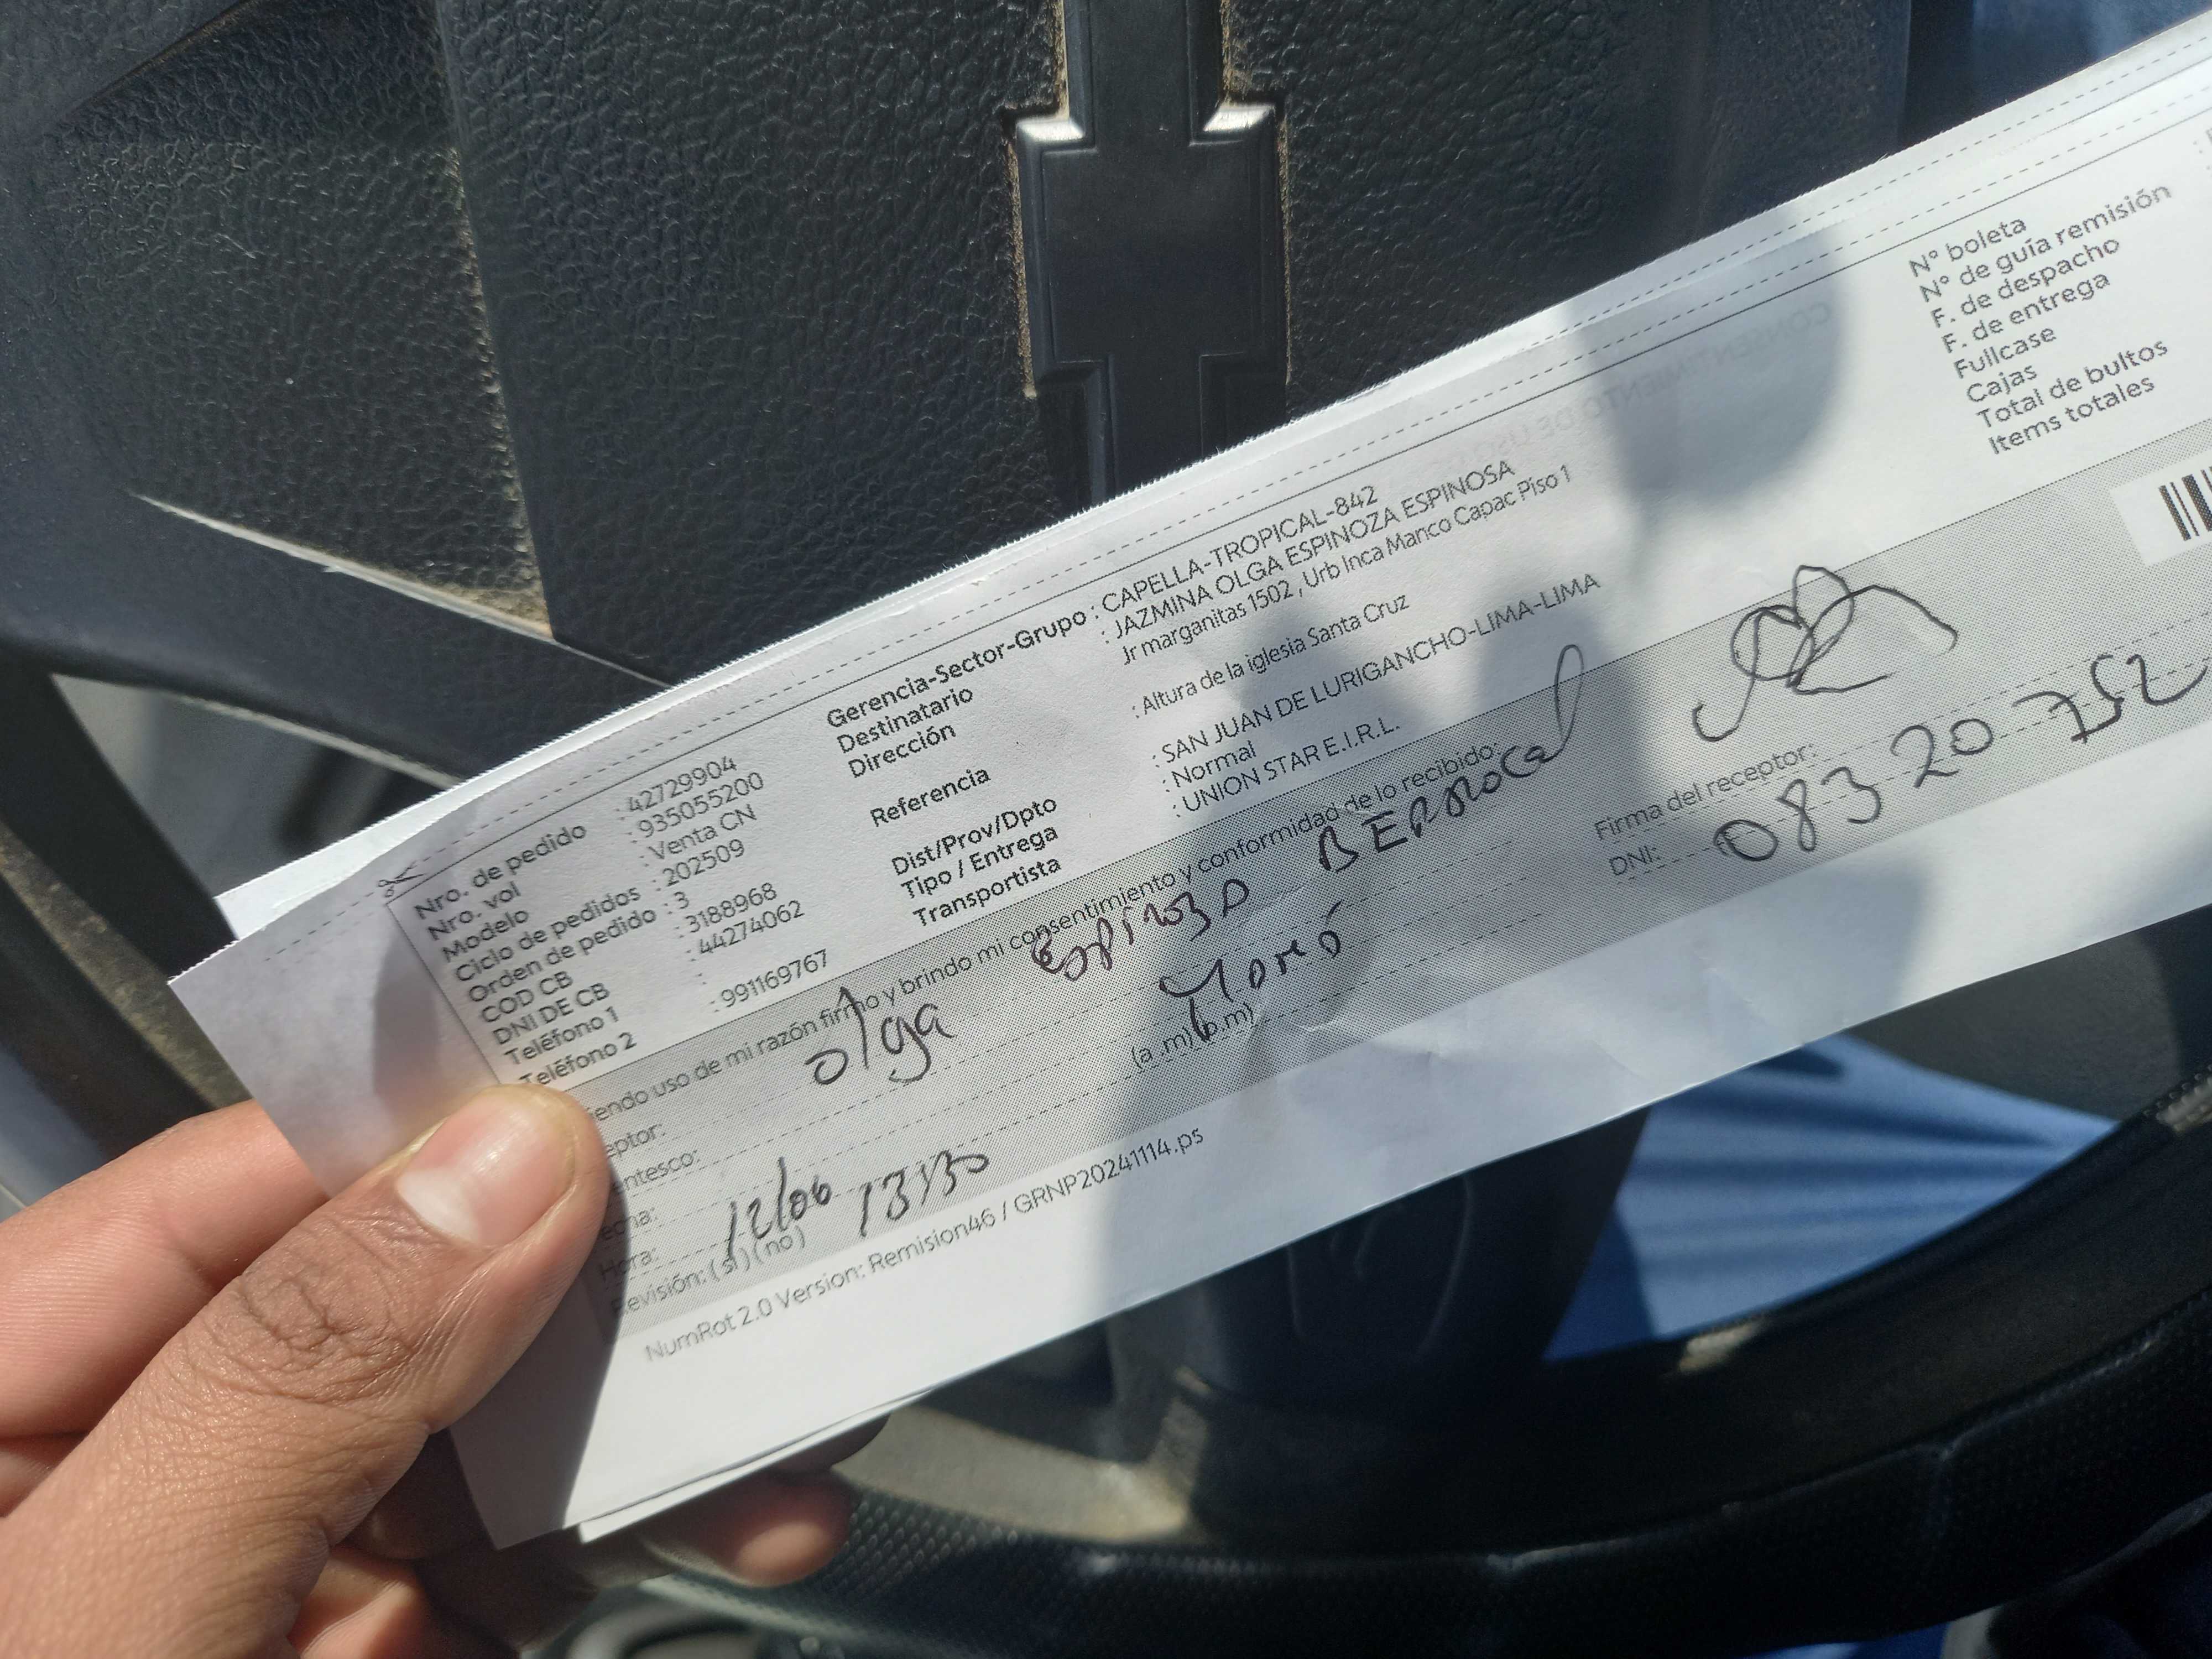 Nro. de pedido : 42729904
Nro. vol : 935055200
Modelo : Venta CN
Ciclo de pedidos : 202509
Orden de pedido : 3
COD CB : 3188968
DNI DE CB : 44274062
Teléfono 1 :
Teléfono 2 : 991169767
Gerencia-Sector-Grupo : CAPELLA-TROPICAL-842
Destinatario : JAZMINA OLGA ESPINOZA ESPINOSA
Dirección Jr marganitas 1502, Urb Inca Manco Capac Piso 1
Referencia : Altura de la iglesia Santa Cruz
Dist/Prov/Dpto : SAN JUAN DE LURIGANCHO-LIMA-LIMA
Tipo / Entrega : Normal
Transportista : UNION STAR E.I.R.L.
N° boleta
N° de guía remisión
F. de despacho
F. de entrega
Fullcase
Cajas
Total de bultos
Items totales
iendo uso de mi razón firmo y brindo mi consentimiento y conformidad de lo recibido:
eptor: olga Espinoza BERROCAL
entesco:
echa: 12/06
Hora: 13:30 (a .m) (p.m)
Revisión: (si) (no)
Firma del receptor:
DNI: 08320752
NumRot 2.0 Version: Remision46 / GRNP20241114.ps